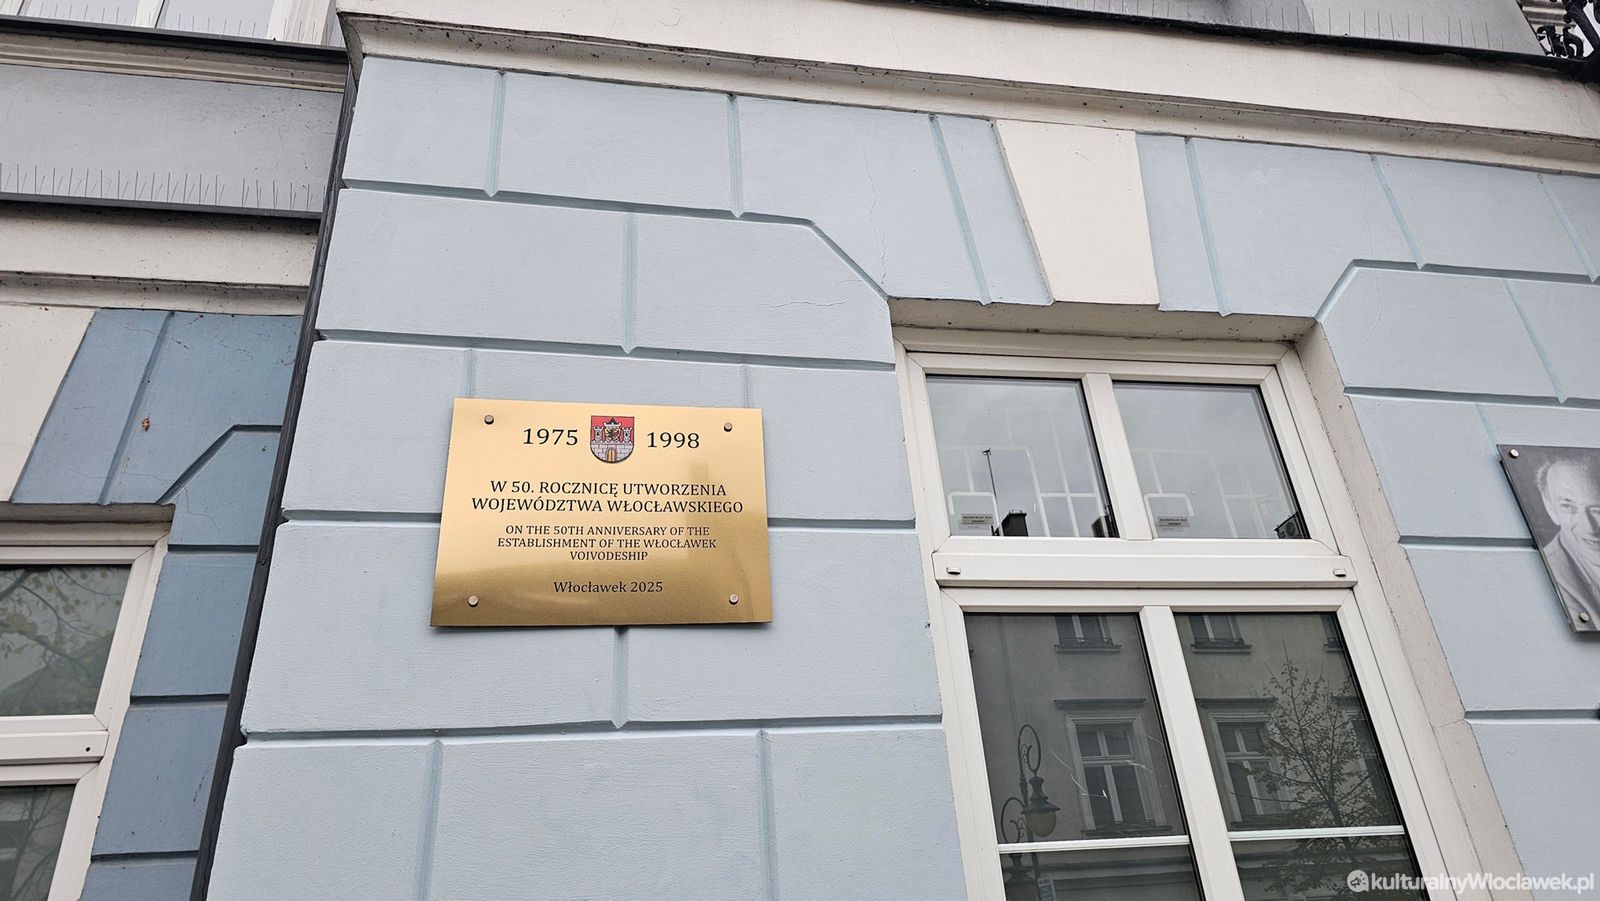 1975 1998
W 50. ROCZNICĘ UTWORZENIA
WOJEWÓDZTWA WŁOCŁAWSKIEGO
ON THE 50TH ANNIVERSARY OF THE
ESTABLISHMENT OF THE WŁOCŁAWEK
VOIVODESHIP
Włocławek 2025
kulturalnyWloclawek.pl